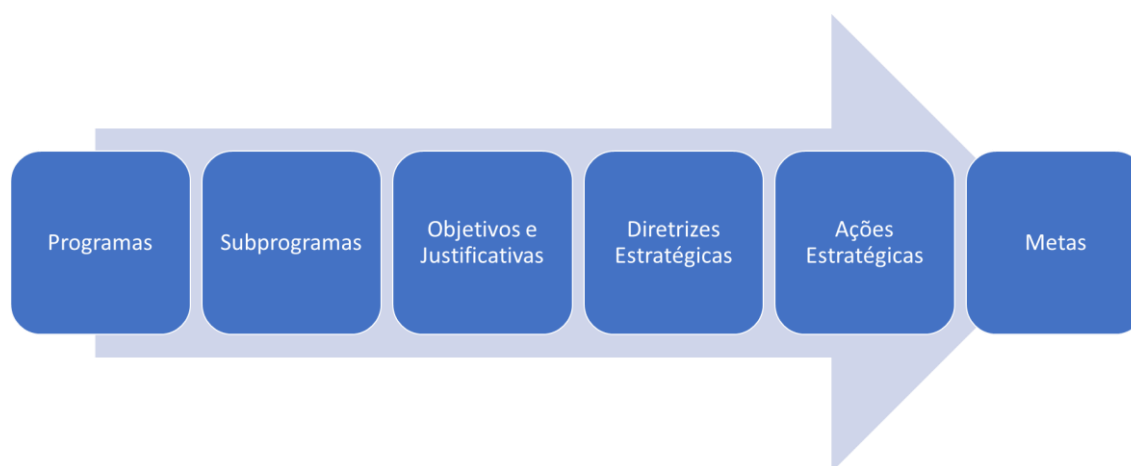 Programas
Subprogramas
Objetivos e
Justificativas
Diretrizes
Estratégicas
Ações
Estratégicas
Metas